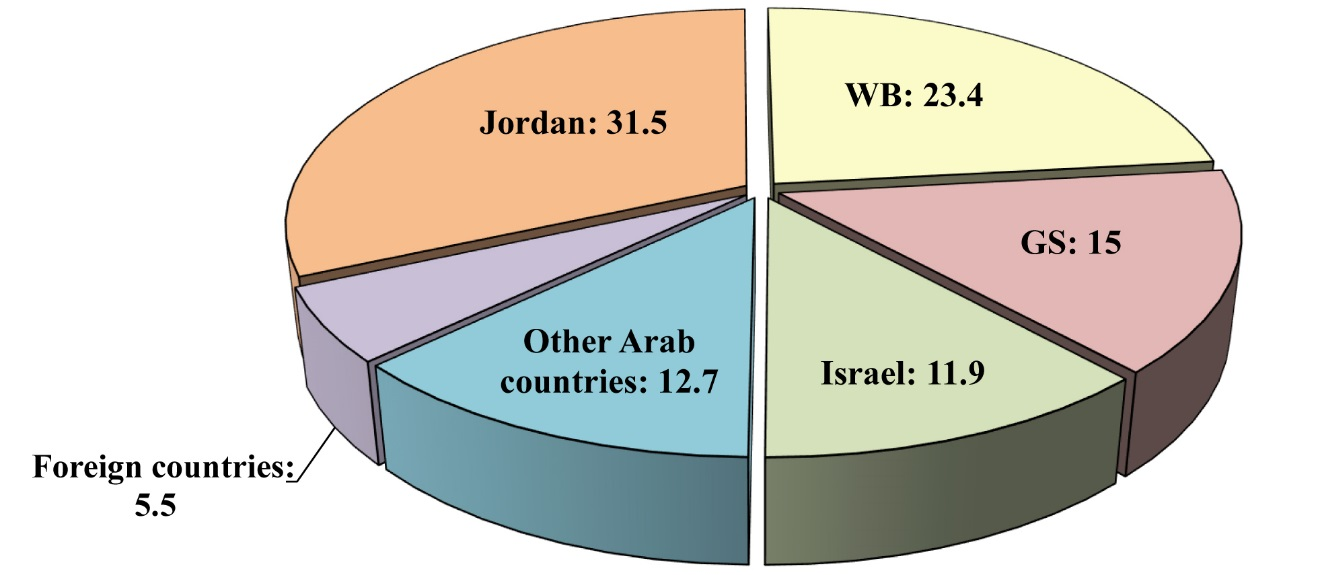 WB: 23.4
Jordan: 31.5
GS: 15
Other Arab
countries: 12.7
Israel: 11.9
Foreign countries:
5.5